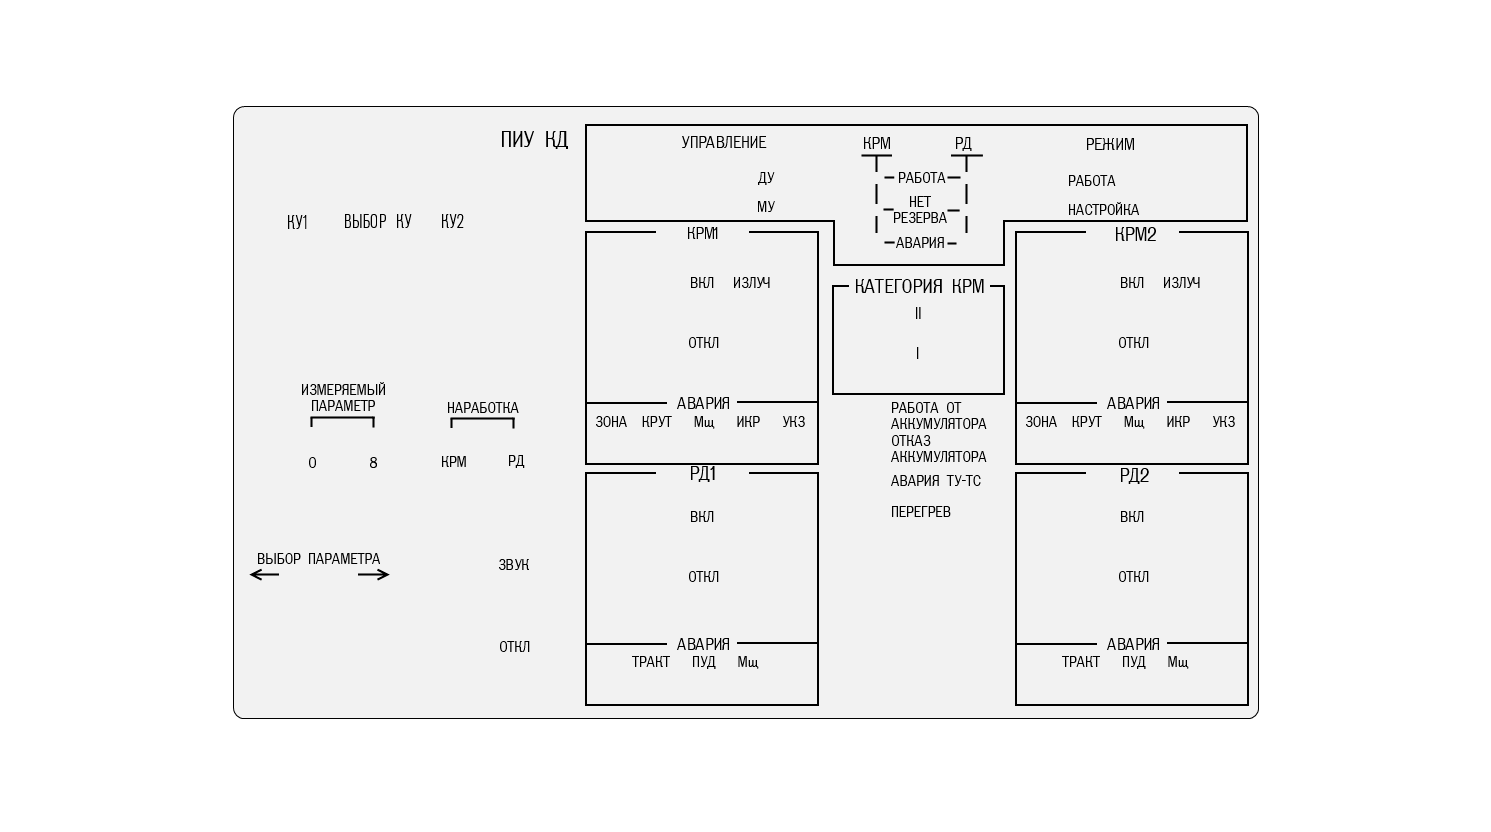 ПИУ КД
КУ1 ВЫБОР КУ КУ2
ИЗМЕРЯЕМЫЙ
ПАРАМЕТР
0 8
НАРАБОТКА
КРМ РД
ВЫБОР ПАРАМЕТРА
ЗВУК
ОТКЛ
УПРАВЛЕНИЕ
ДУ
МУ
КРМ РД
РАБОТА
НЕТ
РЕЗЕРВА
АВАРИЯ
РЕЖИМ
РАБОТА
НАСТРОЙКА
КРМ1
ВКЛ ИЗЛУЧ
ОТКЛ
АВАРИЯ
ЗОНА КРУТ Мщ ИКР УКЗ
КАТЕГОРИЯ КРМ
II
I
РАБОТА ОТ
АККУМУЛЯТОРА
ОТКАЗ
АККУМУЛЯТОРА
АВАРИЯ ТУ-ТС
ПЕРЕГРЕВ
КРМ2
ВКЛ ИЗЛУЧ
ОТКЛ
АВАРИЯ
ЗОНА КРУТ Мщ ИКР УКЗ
РД1
ВКЛ
ОТКЛ
АВАРИЯ
ТРАКТ ПУД Мщ
РД2
ВКЛ
ОТКЛ
АВАРИЯ
ТРАКТ ПУД Мщ